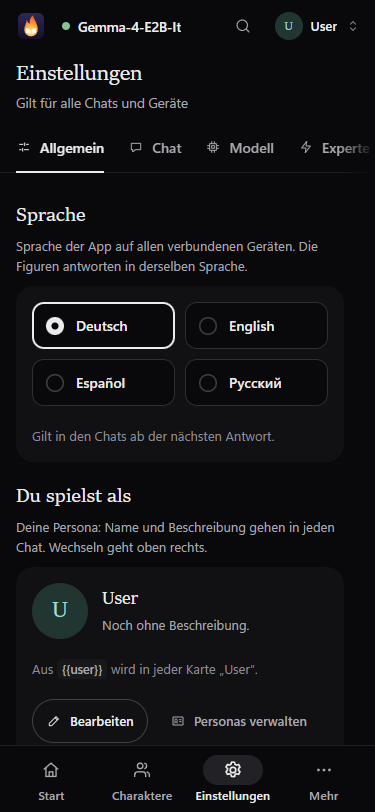 Gemma-4-E2B-It
U
User
Einstellungen
Gilt für alle Chats und Geräte
Allgemein
Chat
Modell
Experte
Sprache
Sprache der App auf allen verbundenen Geräten. Die
Figuren antworten in derselben Sprache.
Deutsch
English
Español
Русский
Gilt in den Chats ab der nächsten Antwort.
Du spielst als
Deine Persona: Name und Beschreibung gehen in jeden
Chat. Wechseln geht oben rechts.
U
User
Noch ohne Beschreibung.
Aus {{user}} wird in jeder Karte „User“.
Bearbeiten
Personas verwalten
Start
Charaktere
Einstellungen
Mehr